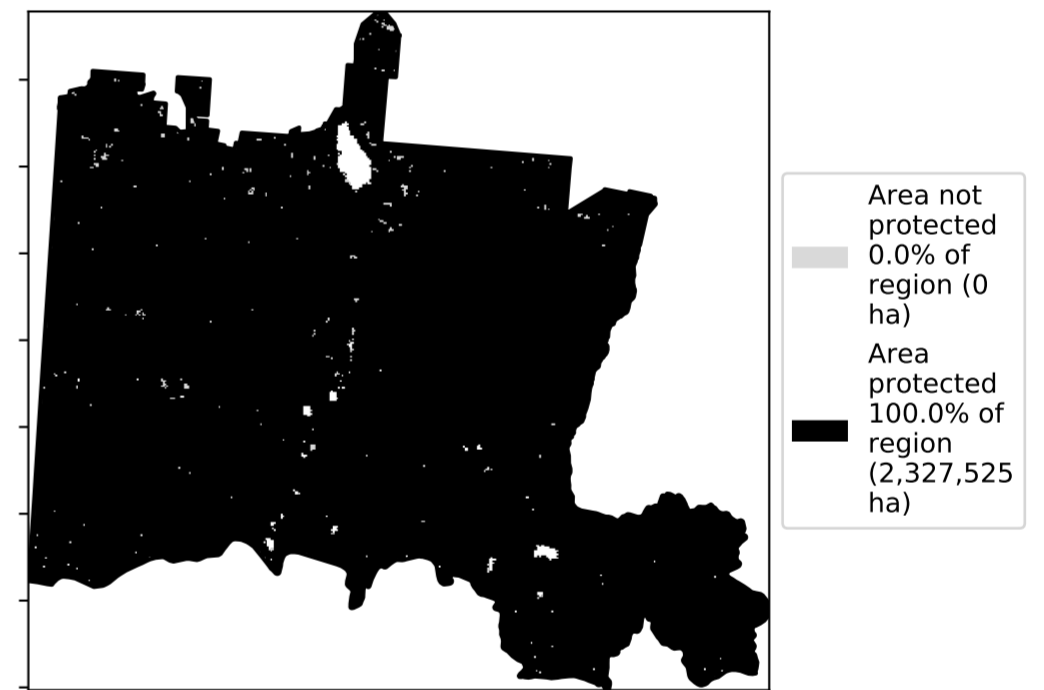 Area not
protected
0.0% of
region (0
ha)
Area
protected
100.0% of
region
(2,327,525
ha)